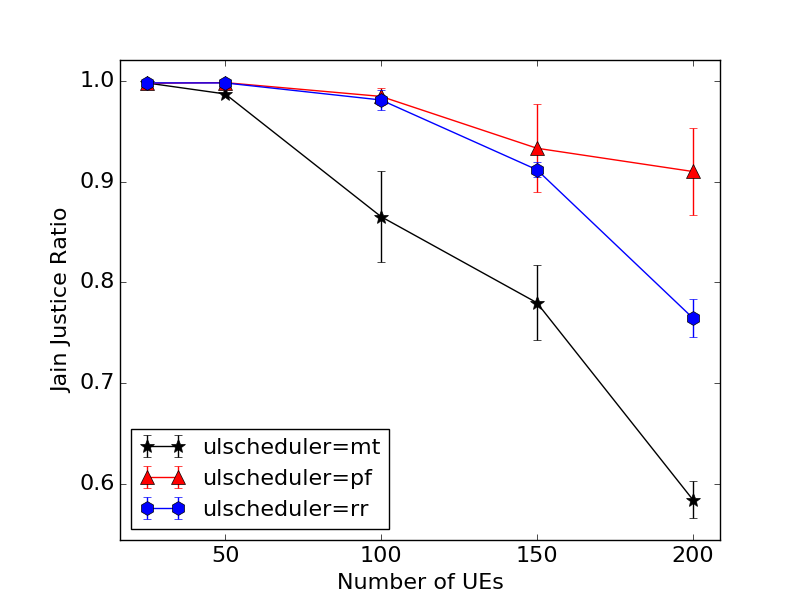 1.0
0.9
0.8
0.7
0.6
Jain Justice Ratio
ulscheduler=mt
ulscheduler=pf
ulscheduler=rr
50
100
150
200
Number of UEs